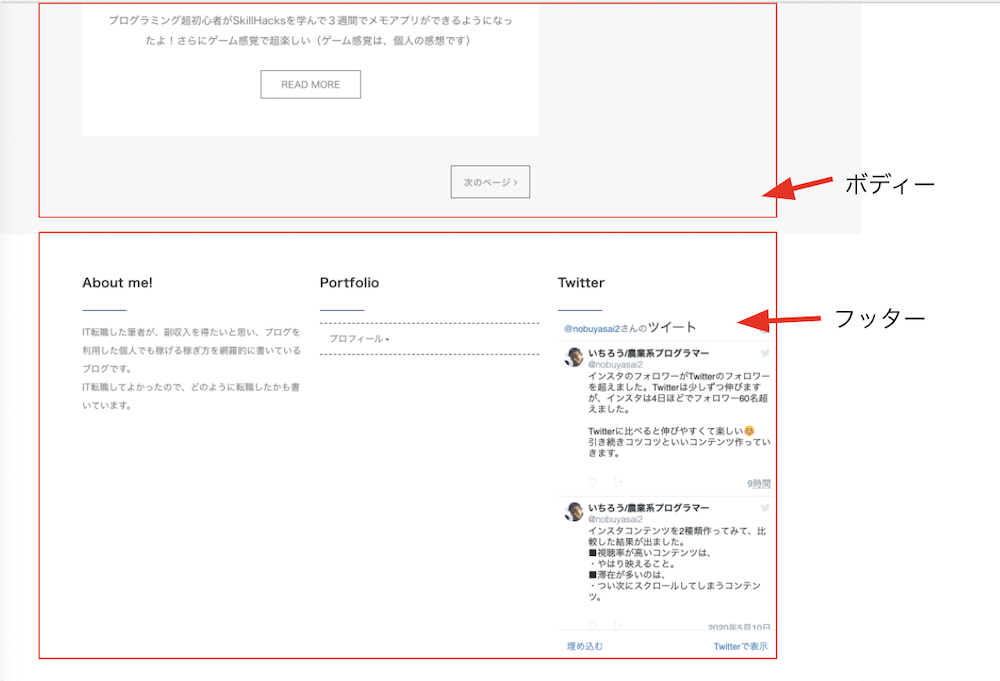 プログラミング超初心者がSkillHacksを学んで３週間でメモアプリができるようになっ
たよ！さらにゲーム感覚で超楽しい（ゲーム感覚は、個人の感想です）
READ MORE
次のページ ›
ボディー
About me!
IT転職した筆者が、副収入を得たいと思い、ブログを
利用した個人でも稼げる稼ぎ方を網羅的に書いている
ブログです。
IT転職してよかったので、どのように転職したかも書
いています。
Portfolio
プロフィール
Twitter
@nobuyasai2さんのツイート
フッター
いちろう/農業系プログラマー
@nobuyasai2
インスタのフォロワーがTwitterのフォロワー
を超えました。Twitterは少しずつ伸びます
が、インスタは4日ほどでフォロワー60名超
えました。
Twitterに比べると伸びやすくて楽しい😊
引き続きコツコツといいコンテンツ作ってい
きます。
9時間
いちろう/農業系プログラマー
@nobuyasai2
インスタコンテンツを2種類作ってみて、比
較した結果が出ました。
■視聴率が高いコンテンツは、
・やはり映えること。
■滞在が多いのは、
・つい次にスクロールしてしまうコンテン
ツ。
2020年5月10日
埋め込む
Twitterで表示